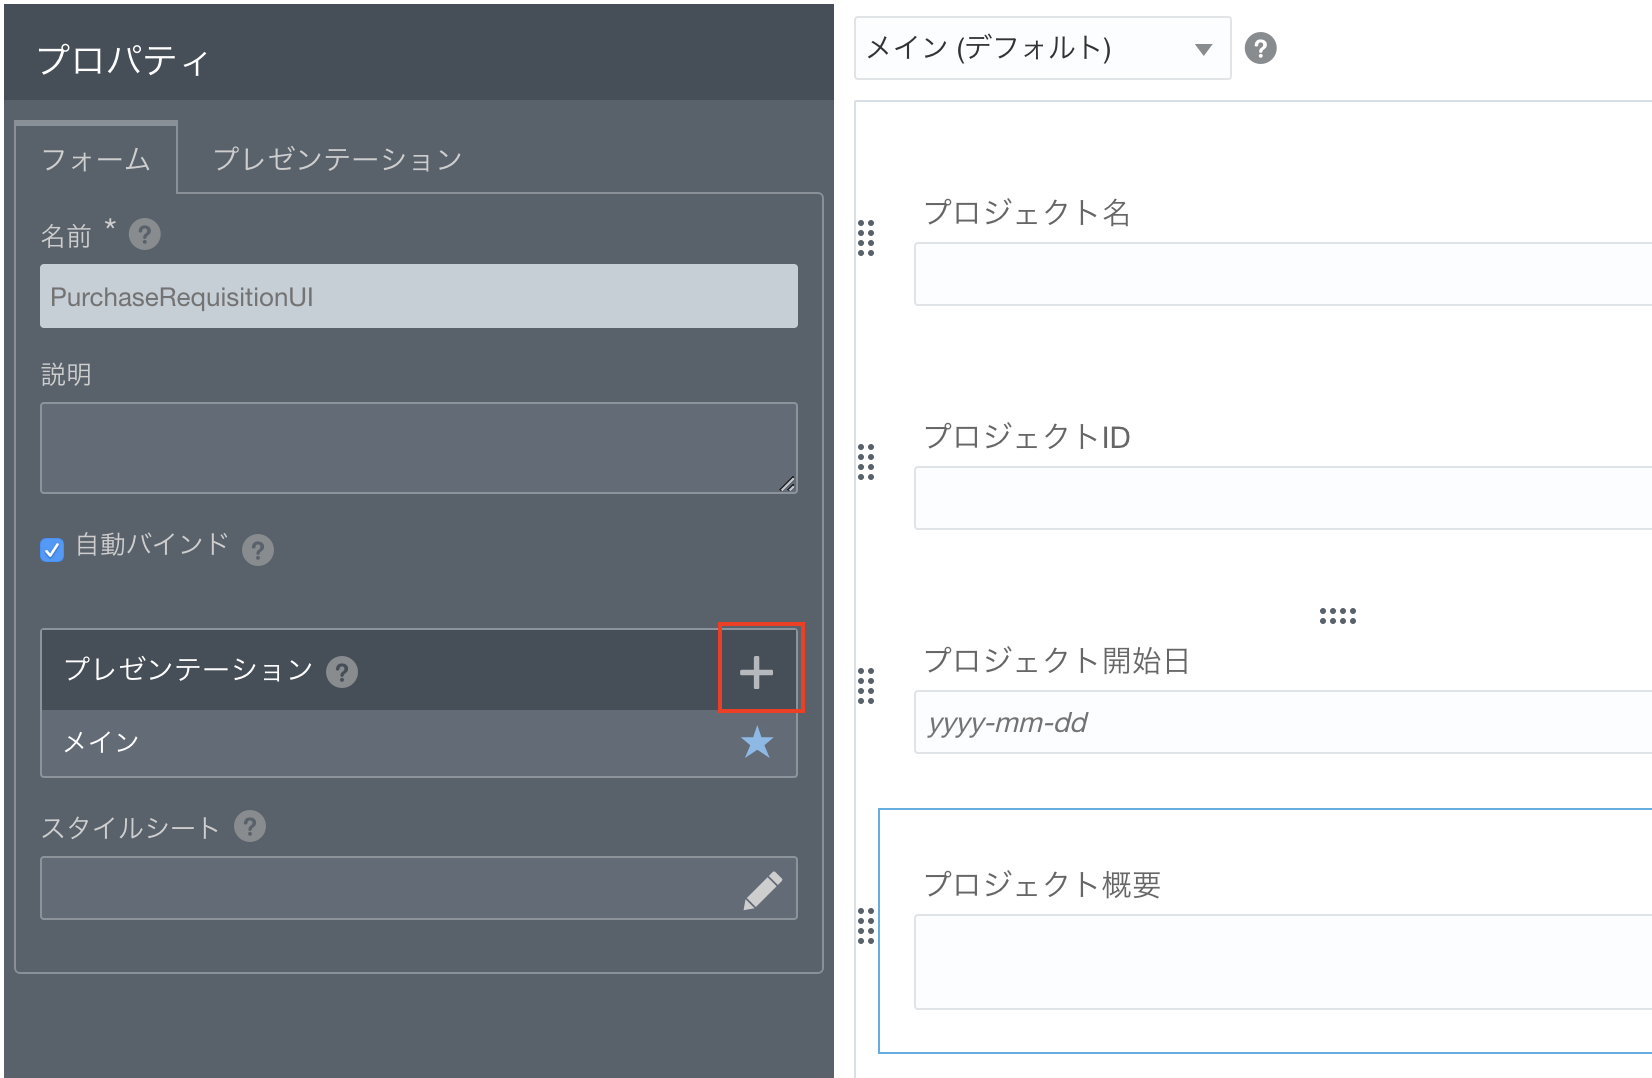 プロパティ
フォーム
プレゼンテーション
名前 * ?
PurchaseRequisitionUI
説明
自動バインド ?
プレゼンテーション ?
メイン
スタイルシート ?
メイン (デフォルト) ?
プロジェクト名
プロジェクトID
プロジェクト開始日
yyyy-mm-dd
プロジェクト概要